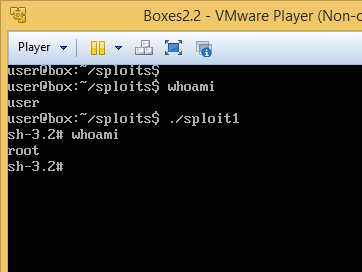 Boxes2.2 - VMware Player (Non-c
Player
user@box:~/sploits$
user@box:~/sploits$ whoami
user
user@box:~/sploits$ ./sploit1
sh-3.2# whoami
root
sh-3.2#